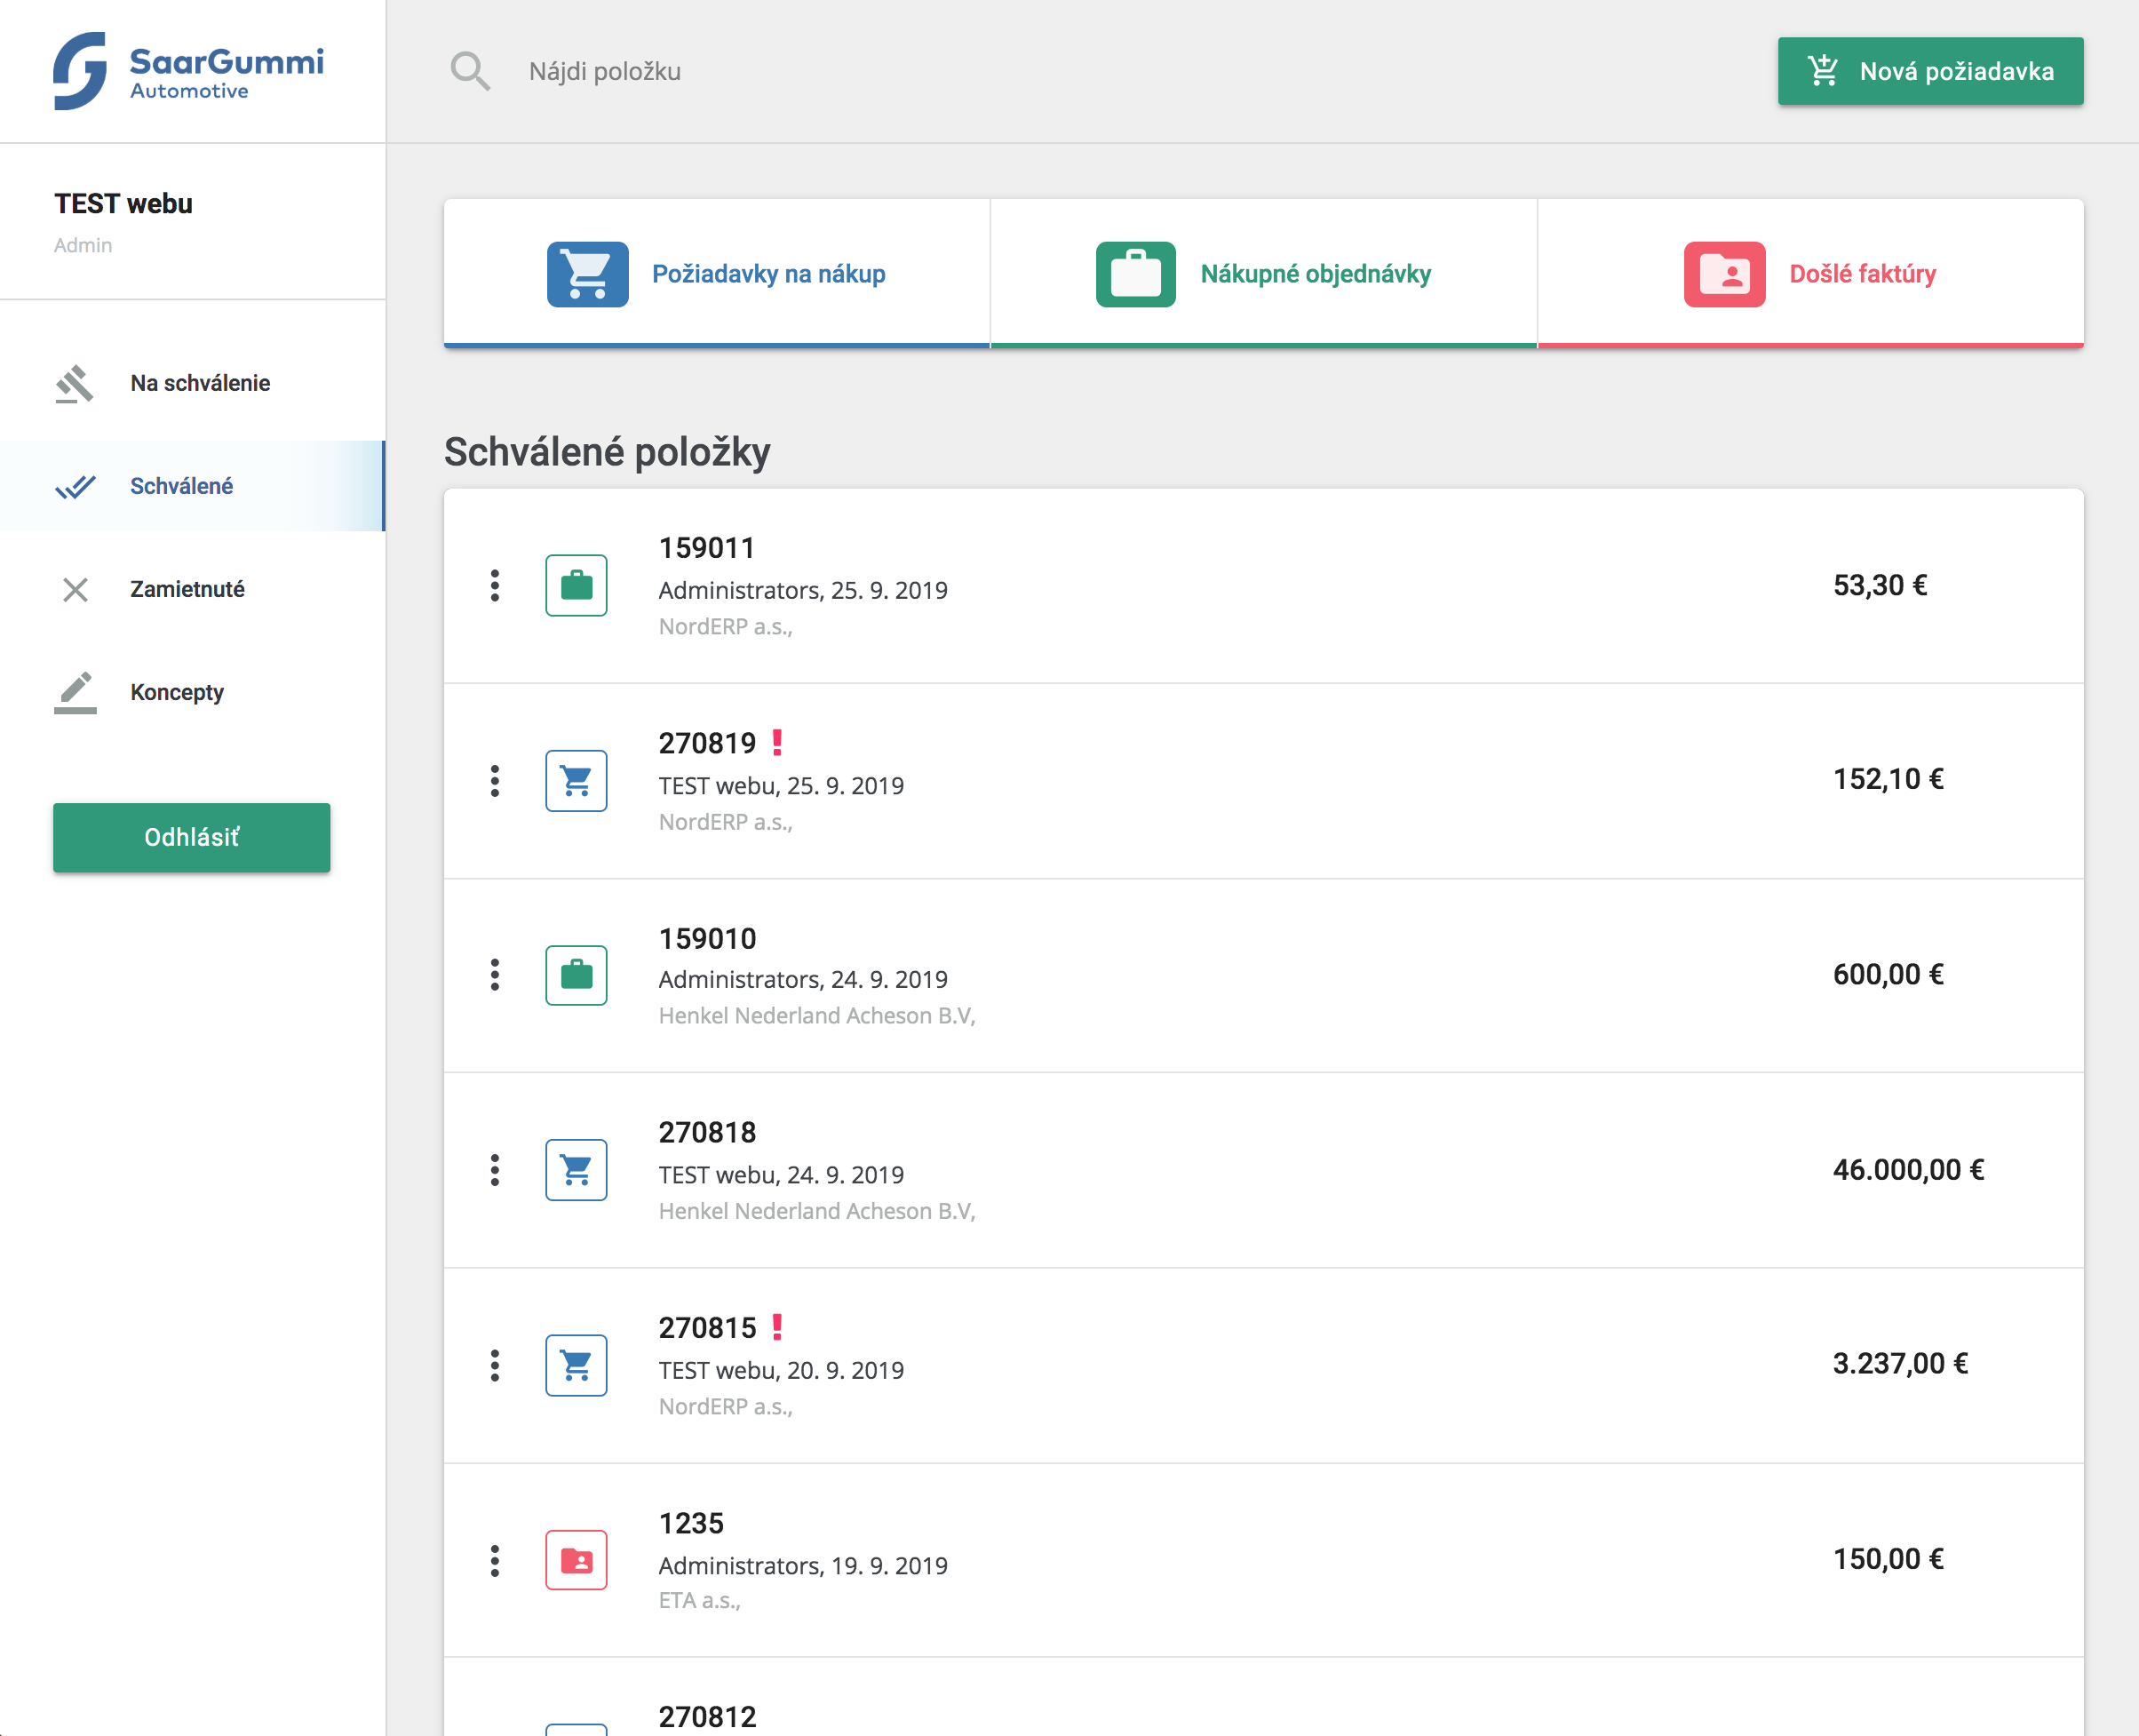 SaarGummi
Automotive
Nájdi položku
Nová požiadavka
TEST webu
Admin
Na schválenie
Schválené
Zamietnuté
Koncepty
Odhlásiť
Požiadavky na nákup
Nákupné objednávky
Došlé faktúry
Schválené položky
159011
Administrators, 25. 9. 2019
NordERP a.s.,
53,30 €
270819 !
TEST webu, 25. 9. 2019
NordERP a.s.,
152,10 €
159010
Administrators, 24. 9. 2019
Henkel Nederland Acheson B.V,
600,00 €
270818
TEST webu, 24. 9. 2019
Henkel Nederland Acheson B.V,
46.000,00 €
270815 !
TEST webu, 20. 9. 2019
NordERP a.s.,
3.237,00 €
1235
Administrators, 19. 9. 2019
ETA a.s.,
150,00 €
270812